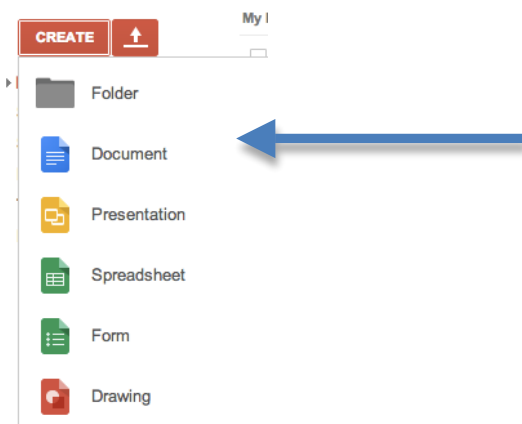 My
CREATE
Folder
Document
Presentation
Spreadsheet
Form
Drawing